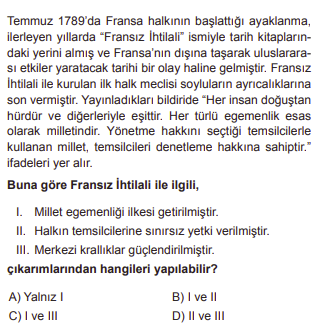 Temmuz 1789'da Fransa halkının başlattığı ayaklanma,
ilerleyen yıllarda “Fransız İhtilali” ismiyle tarih kitapların-
daki yerini almış ve Fransa'nın dışına taşarak uluslarara-
sı etkiler yaratacak tarihi bir olay haline gelmiştir. Fransız
İhtilali ile kurulan ilk halk meclisi soyluların ayrıcalıklarına
son vermiştir. Yayınladıkları bildiride “Her insan doğuştan
hürdür ve diğerleriyle eşittir. Her türlü egemenlik esas
olarak milletindir. Yönetme hakkını seçtiği temsilcilerle
kullanan millet, temsilcileri denetleme hakkına sahiptir.”
ifadeleri yer alır.
Buna göre Fransız İhtilali ile ilgili,
I. Millet egemenliği ilkesi getirilmiştir.
II. Halkın temsilcilerine sınırsız yetki verilmiştir.
III. Merkezi krallıklar güçlendirilmiştir.
çıkarımlarından hangileri yapılabilir?
A) Yalnız I B) I ve II
C) I ve III D) II ve III